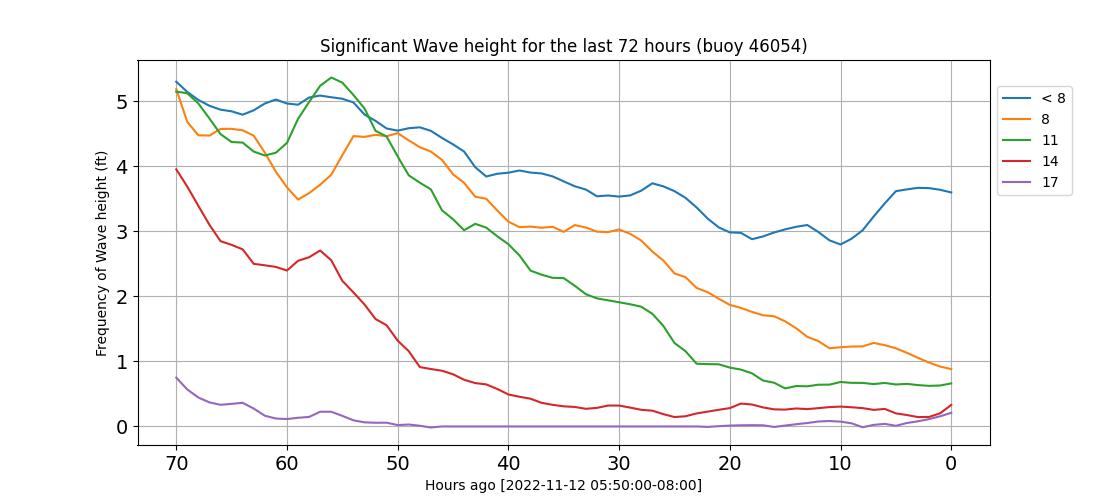 Significant Wave height for the last 72 hours (buoy 46054)
Frequency of Wave height (ft)
5
4
3
2
1
0
70 60 50 40 30 20 10 0
Hours ago [2022-11-12 05:50:00-08:00]
< 8
8
11
14
17